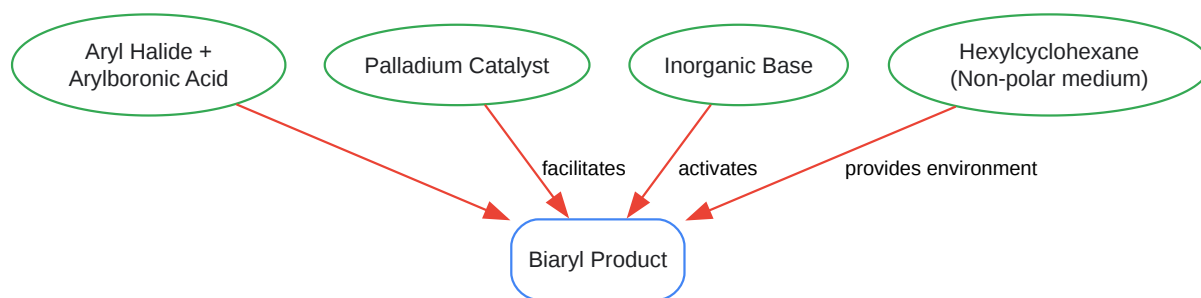 Aryl Halide +
Arylboronic Acid
Palladium Catalyst
Inorganic Base
Hexylcyclohexane
(Non-polar medium)
facilitates
activates
provides environment
Biaryl Product